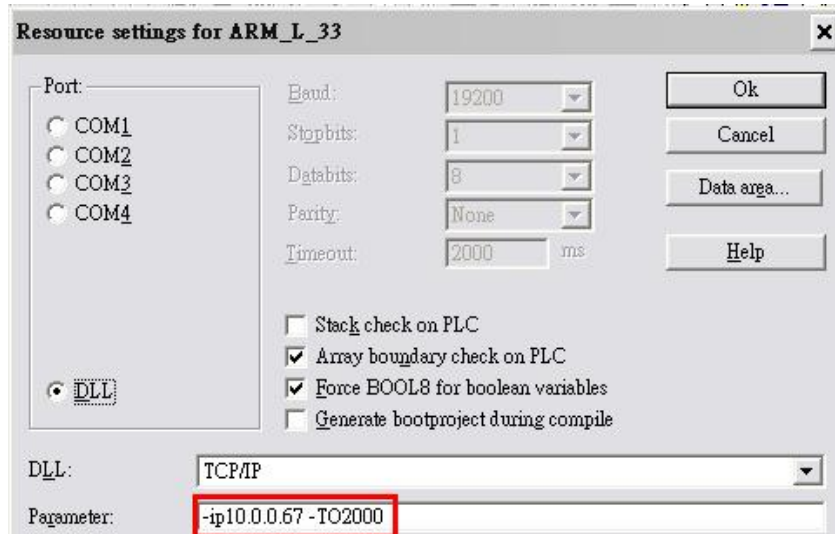 Resource settings for ARM_L_33
Port:
COM1
COM2
COM3
COM4
DLL
Baud:
19200
Stopbits:
1
Databits:
8
Parity:
None
Timeout:
2000
ms
Stack check on PLC
Array boundary check on PLC
Force BOOL8 for boolean variables
Generate bootproject during compile
Ok
Cancel
Data area...
Help
DLL:
TCP/IP
Parameter:
-ip10.0.0.67 -TO2000